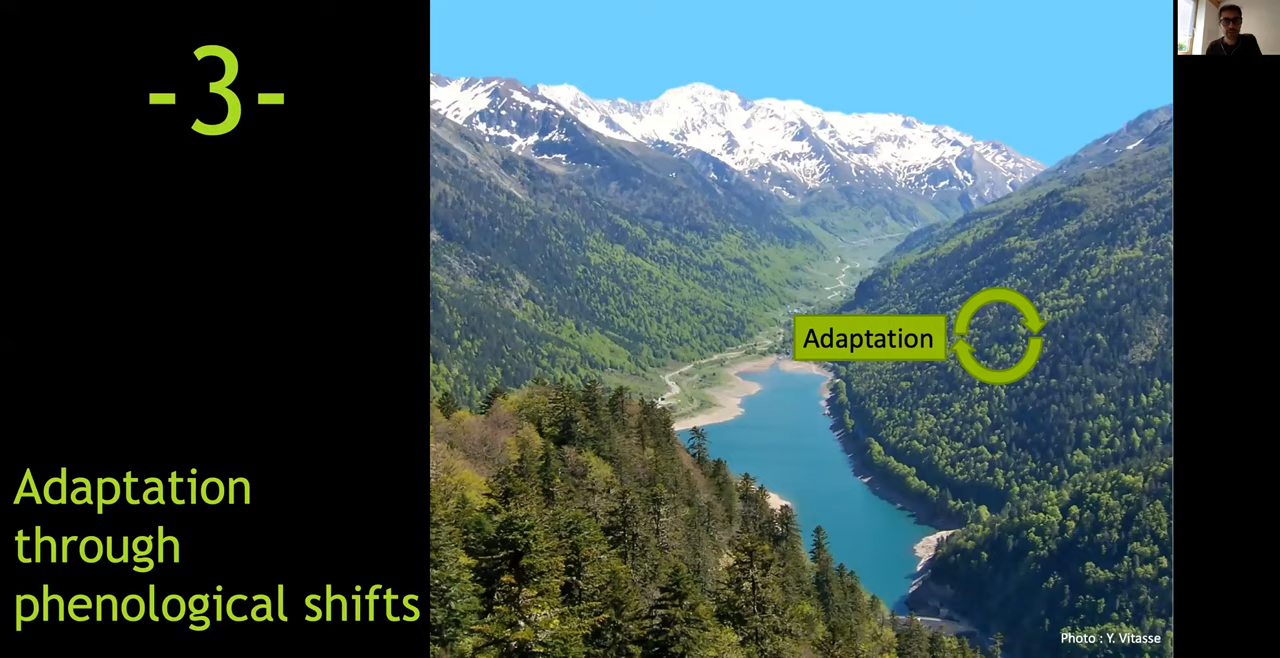 -3-
Adaptation
through
phenological shifts
Adaptation
Photo : Y. Vitasse